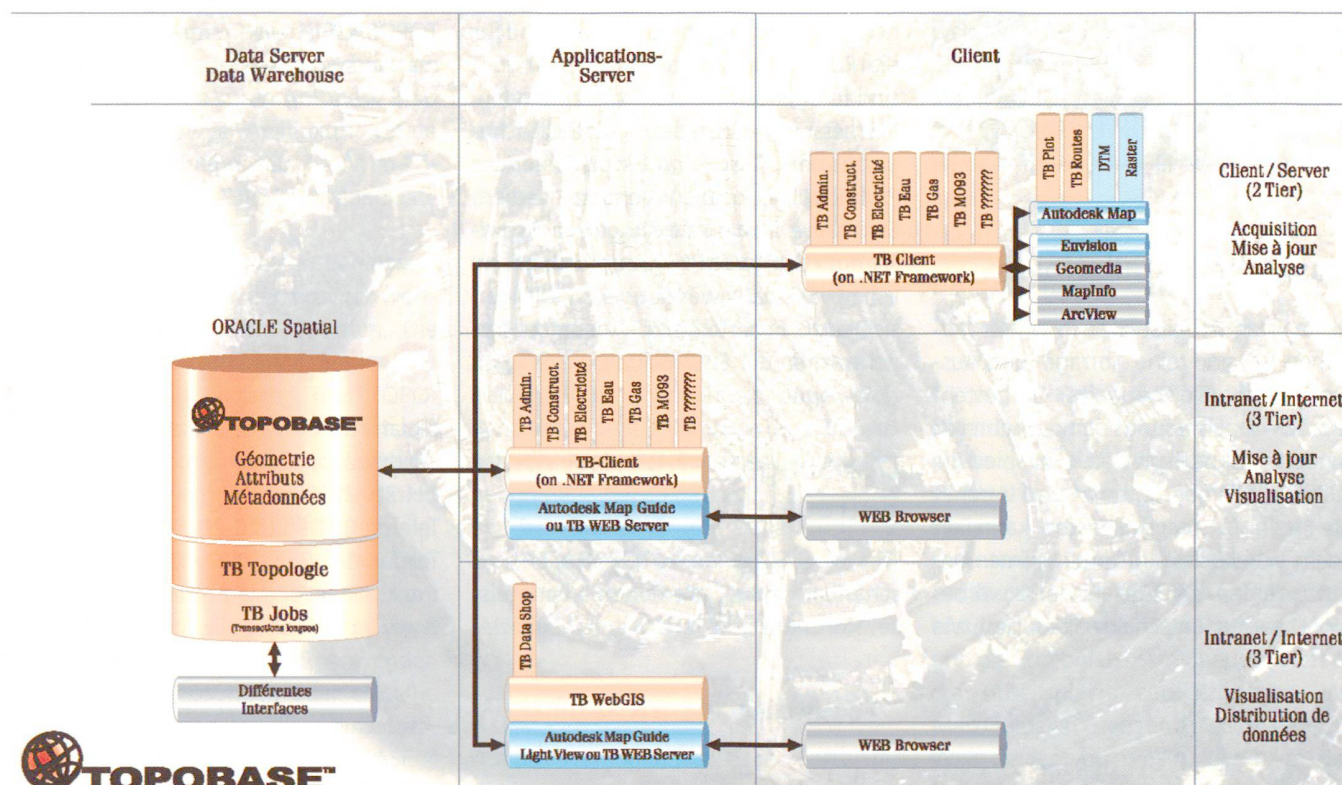 Data Server
Data Warehouse
Applications-
Server
Client
TB Admin.
TB Construct.
TB Electricité
TB Eau
TB Gas
TB MO93
TB ???????
TB Client
(on .NET Framework)
TB Plot
TB Routes
DTM
Raster
Autodesk Map
Envision
Geomedia
MapInfo
ArcView
Client / Server
(2 Tier)
Acquisition
Mise à jour
Analyse
ORACLE Spatial
TOPOBASE™
Géometrie
Attributs
Métadonnées
TB Topologie
TB Jobs
(Transactions longues)
Différentes
Interfaces
TB Admin.
TB Construct.
TB Electricité
TB Eau
TB Gas
TB MO93
TB ???????
TB-Client
(on .NET Framework)
Autodesk Map Guide
ou TB WEB Server
WEB Browser
Intranet / Internet
(3 Tier)
Mise à jour
Analyse
Visualisation
TB Data Shop
TB WebGIS
Autodesk Map Guide
Light View ou TB WEB Server
WEB Browser
Intranet / Internet
(3 Tier)
Visualisation
Distribution de
données
TOPOBASE™